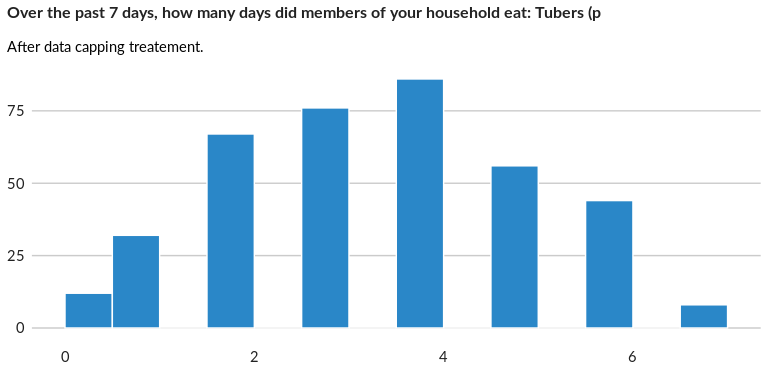 Over the past 7 days, how many days did members of your household eat: Tubers (p
After data capping treatement.
75
50
25
0
0 2 4 6